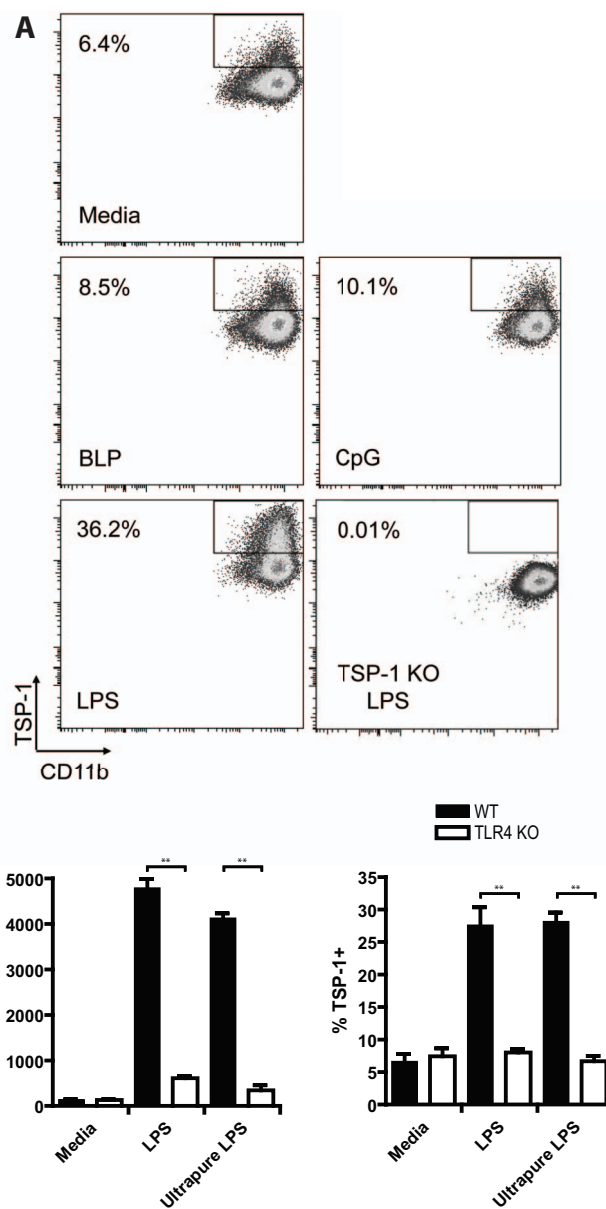 A
6.4%
Media
8.5%
BLP
10.1%
CpG
36.2%
LPS
0.01%
TSP-1 KO
LPS
TSP-1
CD11b
WT
TLR4 KO
5000
4000
3000
2000
1000
0
**
**
Media
LPS
Ultrapure LPS
% TSP-1+
35
30
25
20
15
10
5
0
**
**
Media
LPS
Ultrapure LPS